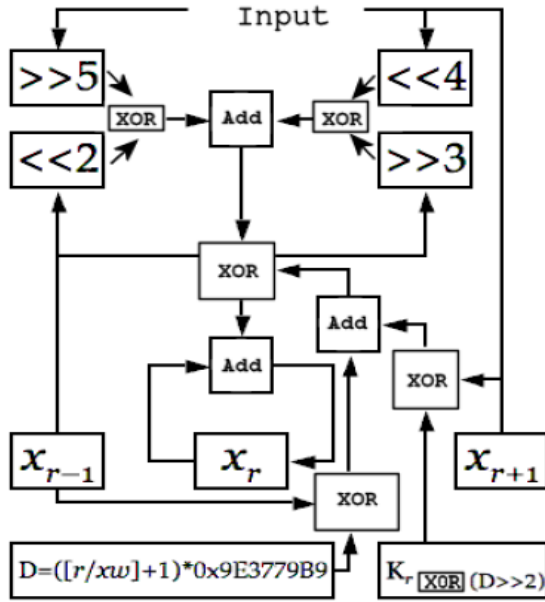 Input
>>5
<<4
XOR
Add
XOR
<<2
>>3
XOR
Add
Add
XOR
x_{r-1}
x_r
x_{r+1}
XOR
D=([r/xw]+1)*0x9E3779B9
K_r XOR (D>>2)